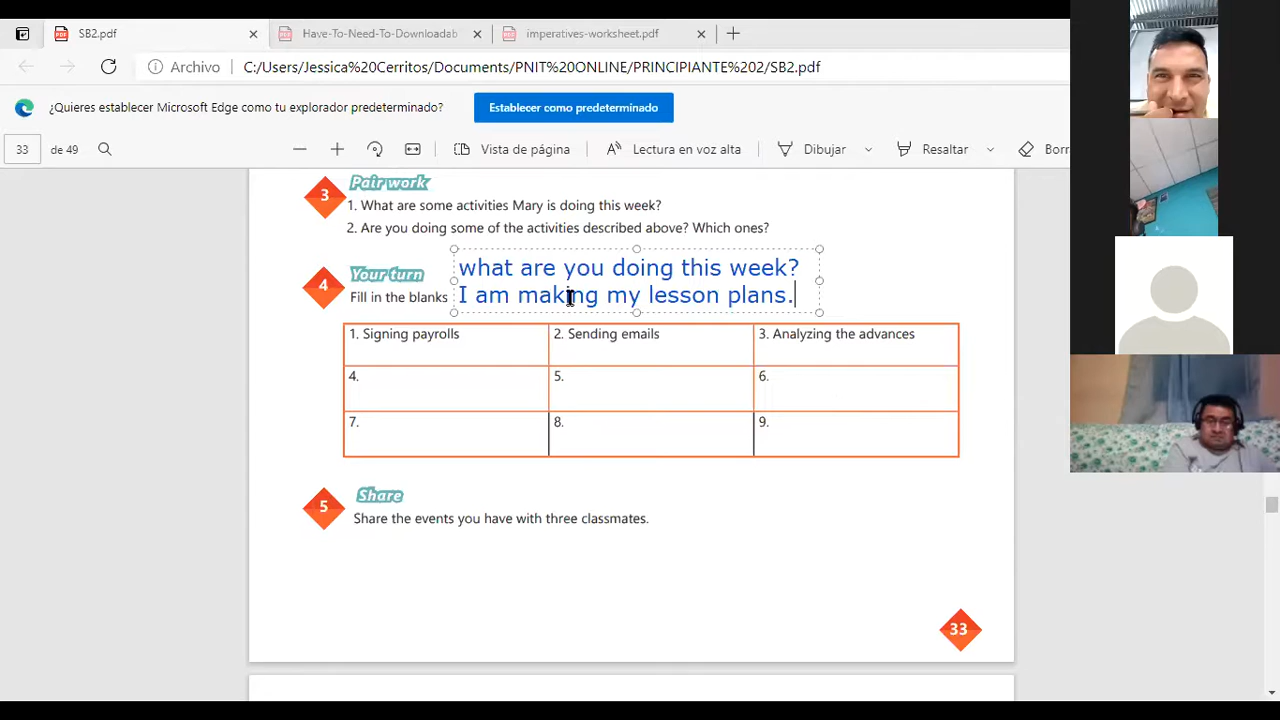 SB2.pdf
Have-To-Need-To-Downloadab
imperatives-worksheet.pdf
Archivo
C:/Users/Jessica%20Cerritos/Documents/PNIT%20ONLINE/PRINCIPIANTE%202/SB2.pdf
¿Quieres establecer Microsoft Edge como tu explorador predeterminado?
Establecer como predeterminado
33
de 49
Vista de página
Lectura en voz alta
Dibujar
Resaltar
Borr
3
Pair work
1. What are some activities Mary is doing this week?
2. Are you doing some of the activities described above? Which ones?
4
Your turn
what are you doing this week?
Fill in the blanks
I am making my lesson plans.
1. Signing payrolls
2. Sending emails
3. Analyzing the advances
4.
5.
6.
7.
8.
9.
5
Share
Share the events you have with three classmates.
33